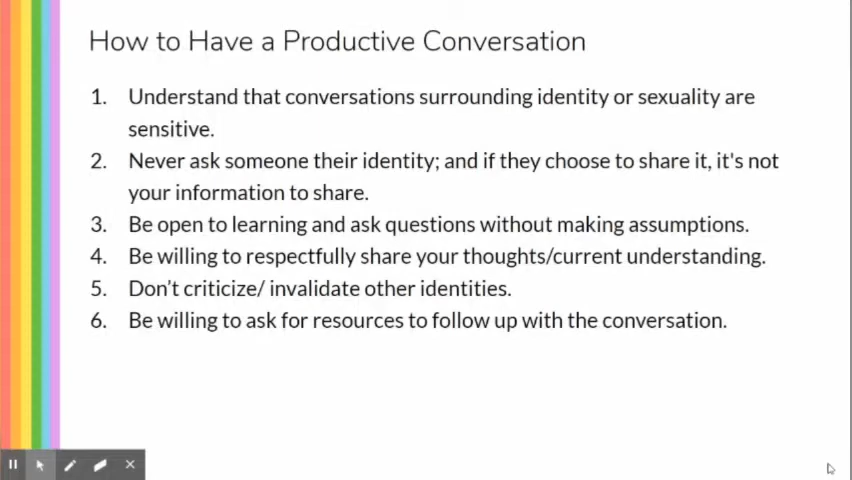 How to Have a Productive Conversation
1. Understand that conversations surrounding identity or sexuality are
sensitive.
2. Never ask someone their identity; and if they choose to share it, it's not
your information to share.
3. Be open to learning and ask questions without making assumptions.
4. Be willing to respectfully share your thoughts/current understanding.
5. Don't criticize/ invalidate other identities.
6. Be willing to ask for resources to follow up with the conversation.